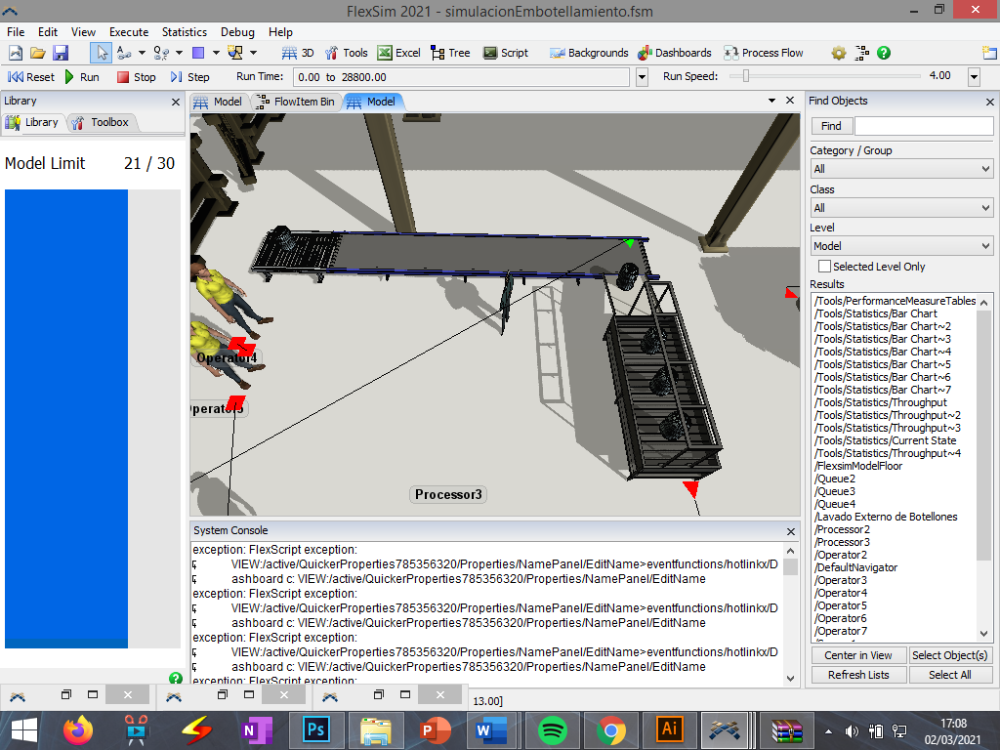 FlexSim 2021 - simulacionEmbotellamiento.fsm
File Edit View Execute Statistics Debug Help
3D Tools Excel Tree Script Backgrounds Dashboards Process Flow
Reset Run Stop Step Run Time: 0.00 to 28800.00 Run Speed: 4.00
Library
Library Toolbox
Model Limit 21 / 30
Model FlowItem Bin Model
Operator4
Processor3
System Console
exception: FlexScript exception:
VIEW:/active/QuickerProperties785356320/Properties/NamePanel/EditName>eventfunctions/hotlinkx/D
ashboard c: VIEW:/active/QuickerProperties785356320/Properties/NamePanel/EditName
exception: FlexScript exception:
VIEW:/active/QuickerProperties785356320/Properties/NamePanel/EditName>eventfunctions/hotlinkx/D
ashboard c: VIEW:/active/QuickerProperties785356320/Properties/NamePanel/EditName
exception: FlexScript exception:
VIEW:/active/QuickerProperties785356320/Properties/NamePanel/EditName>eventfunctions/hotlinkx/D
ashboard c: VIEW:/active/QuickerProperties785356320/Properties/NamePanel/EditName
exception: FlexScript exception:
Find Objects
Find
Category / Group
All
Class
All
Level
Model
Selected Level Only
Results
/Tools/PerformanceMeasureTables
/Tools/Statistics/Bar Chart
/Tools/Statistics/Bar Chart~2
/Tools/Statistics/Bar Chart~3
/Tools/Statistics/Bar Chart~4
/Tools/Statistics/Bar Chart~5
/Tools/Statistics/Bar Chart~6
/Tools/Statistics/Bar Chart~7
/Tools/Statistics/Throughput
/Tools/Statistics/Throughput~2
/Tools/Statistics/Throughput~3
/Tools/Statistics/Current State
/Tools/Statistics/Throughput~4
/FlexsimModelFloor
/Queue2
/Queue3
/Queue4
/Lavado Externo de Botellones
/Processor2
/Processor3
/Operator2
/DefaultNavigator
/Operator3
/Operator4
/Operator5
/Operator6
/Operator7
Center in View Select Object(s)
Refresh Lists Select All
13.00]
N Ps P W Ai
17:08
02/03/2021